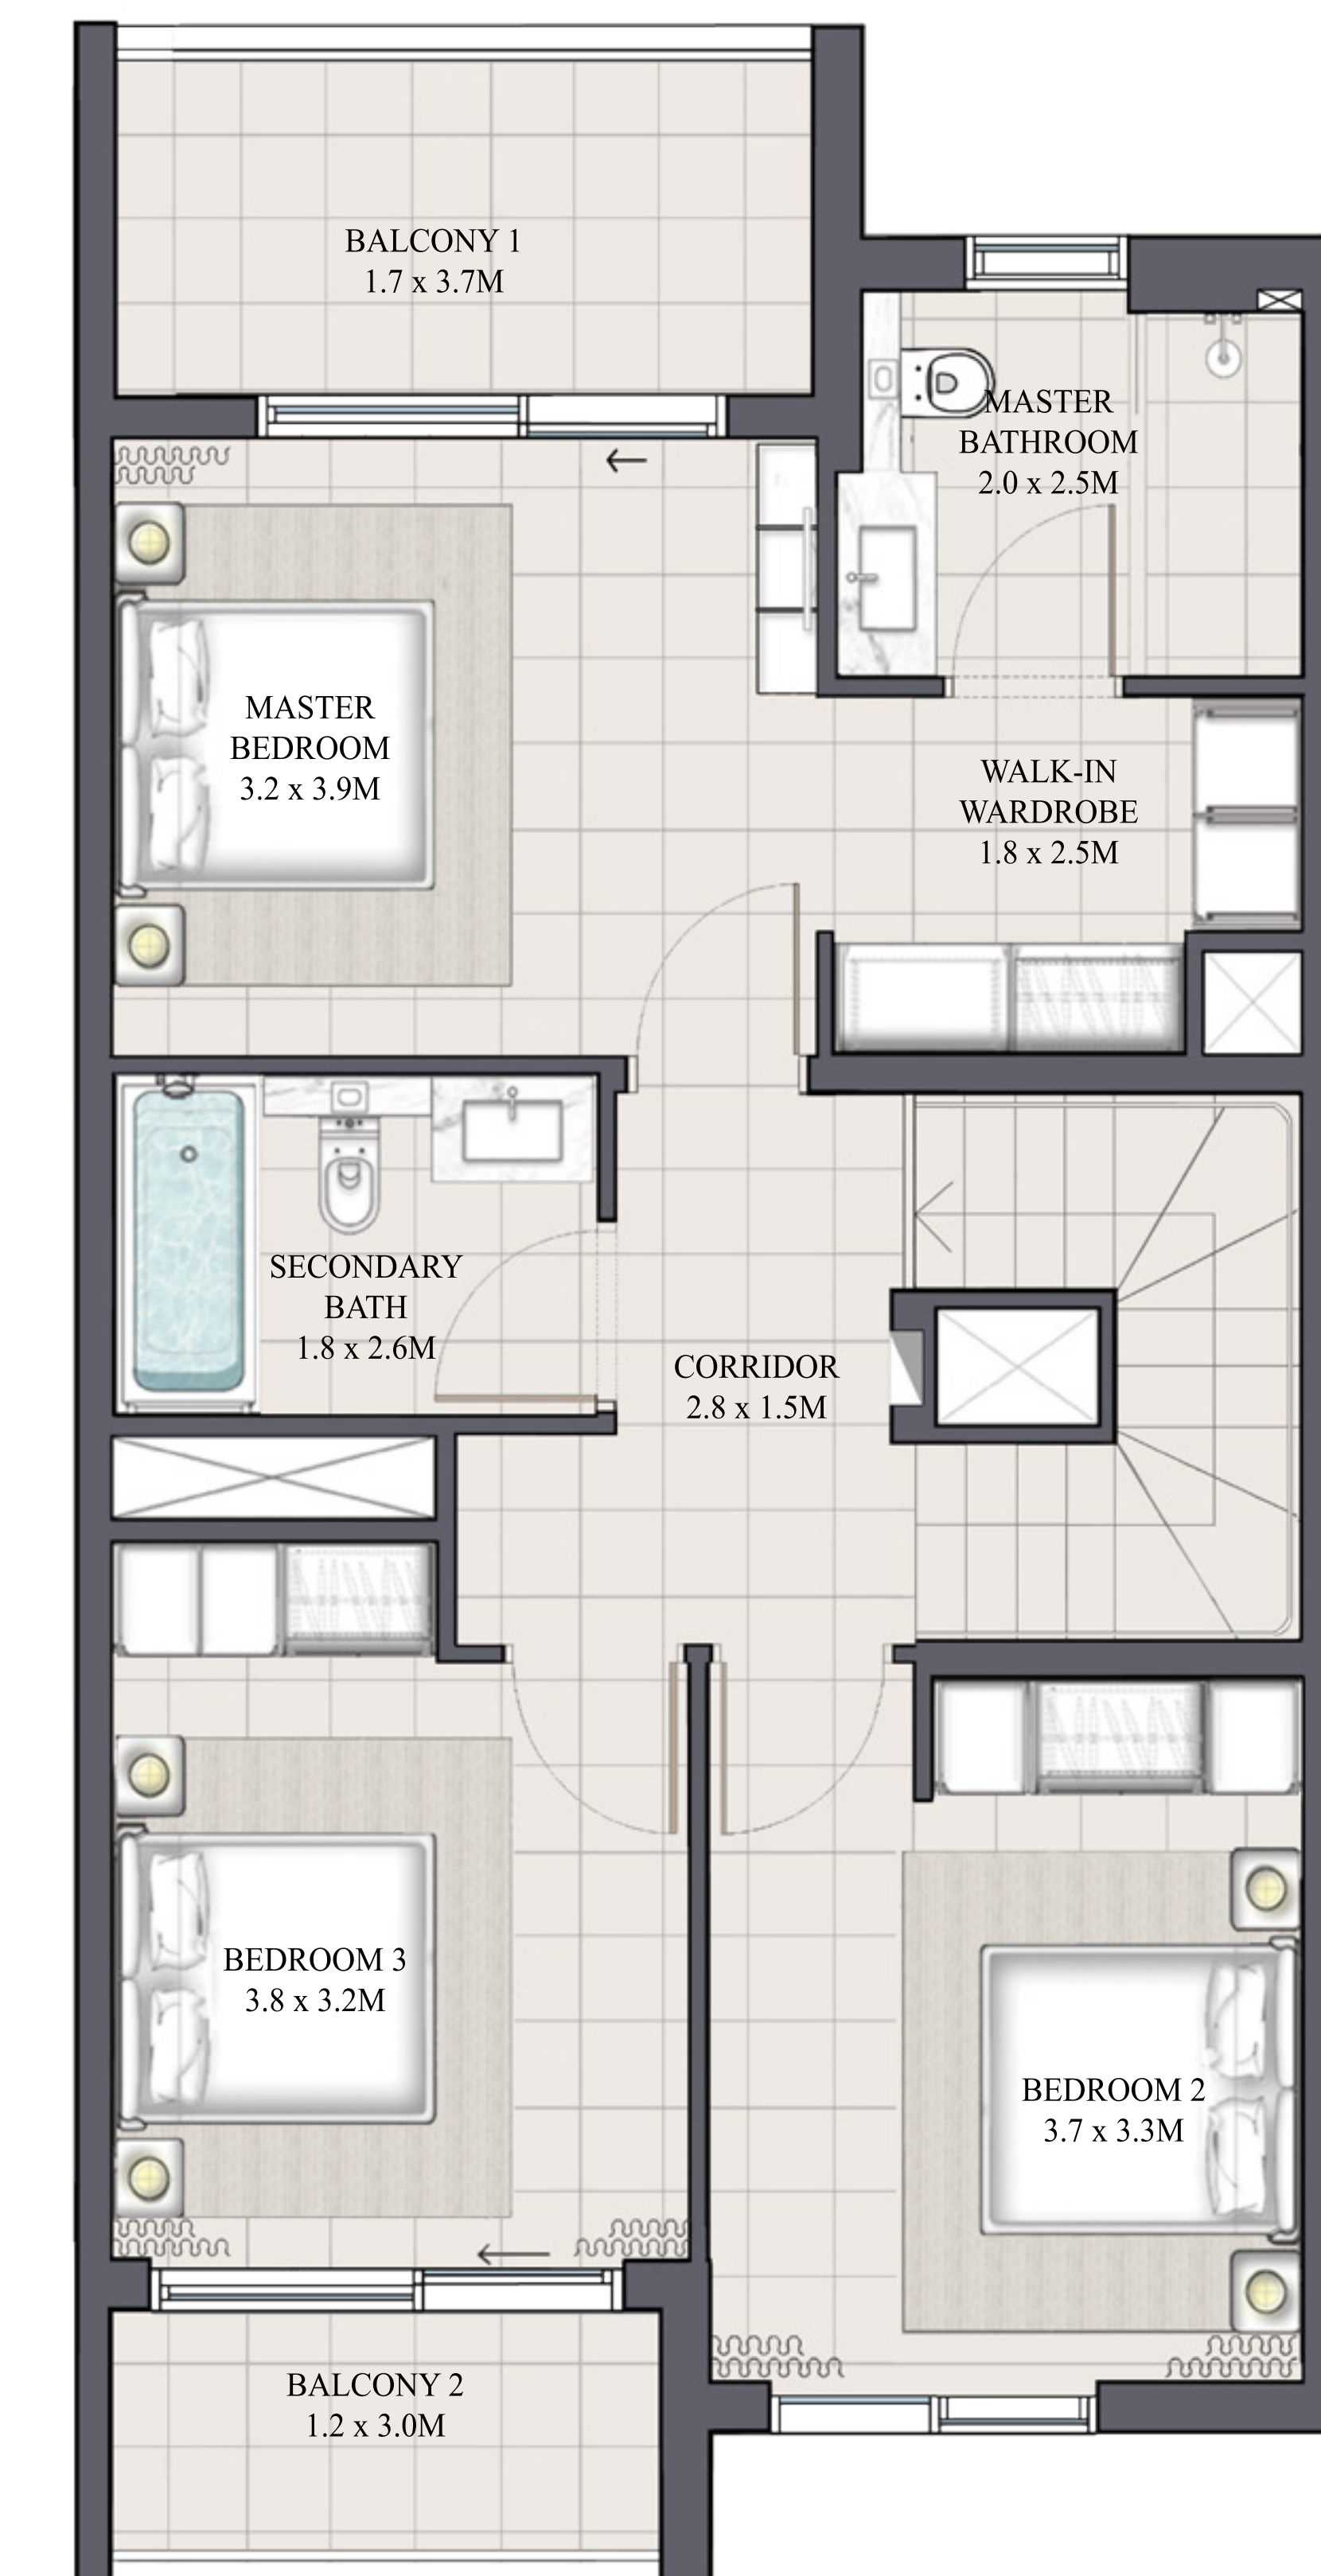 BALCONY 1
1.7 x 3.7M
MASTER
BATHROOM
2.0 x 2.5M
MASTER
BEDROOM
3.2 x 3.9M
WALK-IN
WARDROBE
1.8 x 2.5M
SECONDARY
BATH
1.8 x 2.6M
CORRIDOR
2.8 x 1.5M
BEDROOM 3
3.8 x 3.2M
BEDROOM 2
3.7 x 3.3M
BALCONY 2
1.2 x 3.0M